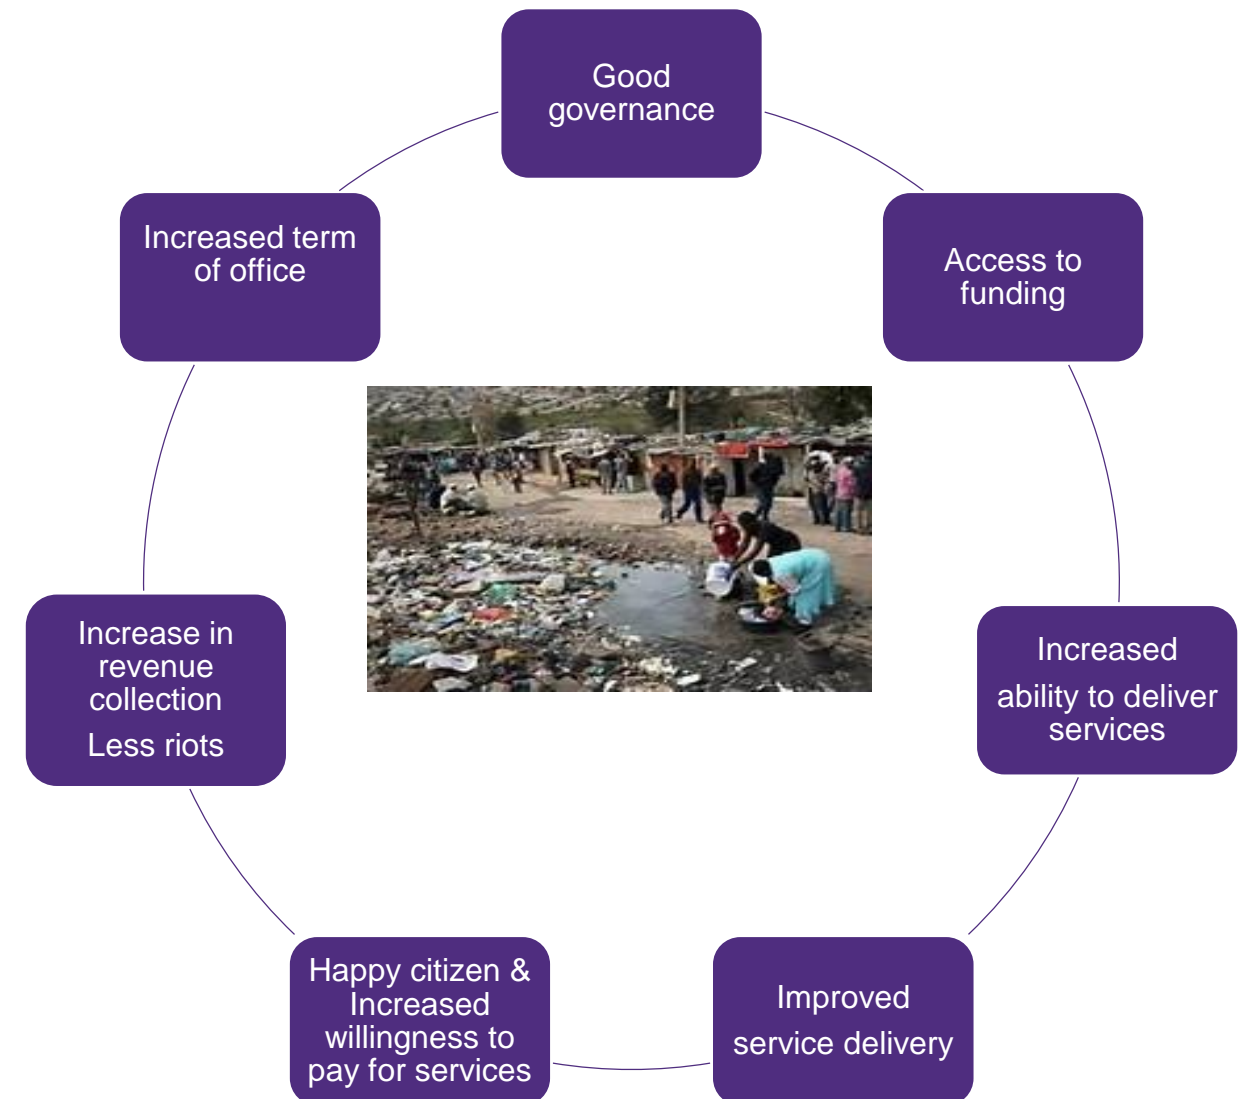 Good
governance
Access to
funding
Increased
ability to deliver
services
Improved
service delivery
Happy citizen &
Increased
willingness to
pay for services
Increase in
revenue
collection
Less riots
Increased term
of office